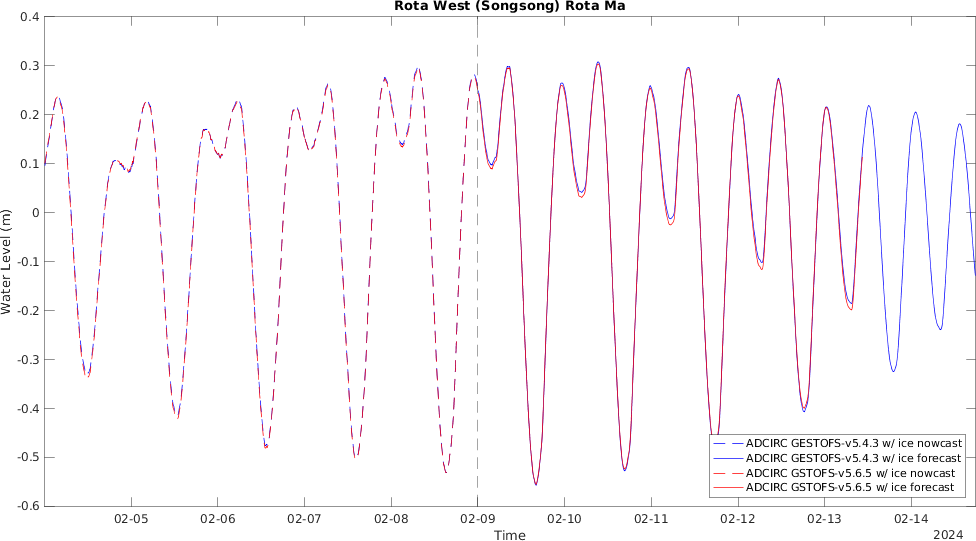 Rota West (Songsong) Rota Ma
0.4
0.3
0.2
0.1
0
-0.1
-0.2
-0.3
-0.4
-0.5
-0.6
Water Level (m)
ADCIRC GESTOFS-v5.4.3 w/ ice nowcast
ADCIRC GESTOFS-v5.4.3 w/ ice forecast
ADCIRC GSTOFS-v5.6.5 w/ ice nowcast
ADCIRC GSTOFS-v5.6.5 w/ ice forecast
02-05 02-06 02-07 02-08 02-09 02-10 02-11 02-12 02-13 02-14
Time
2024